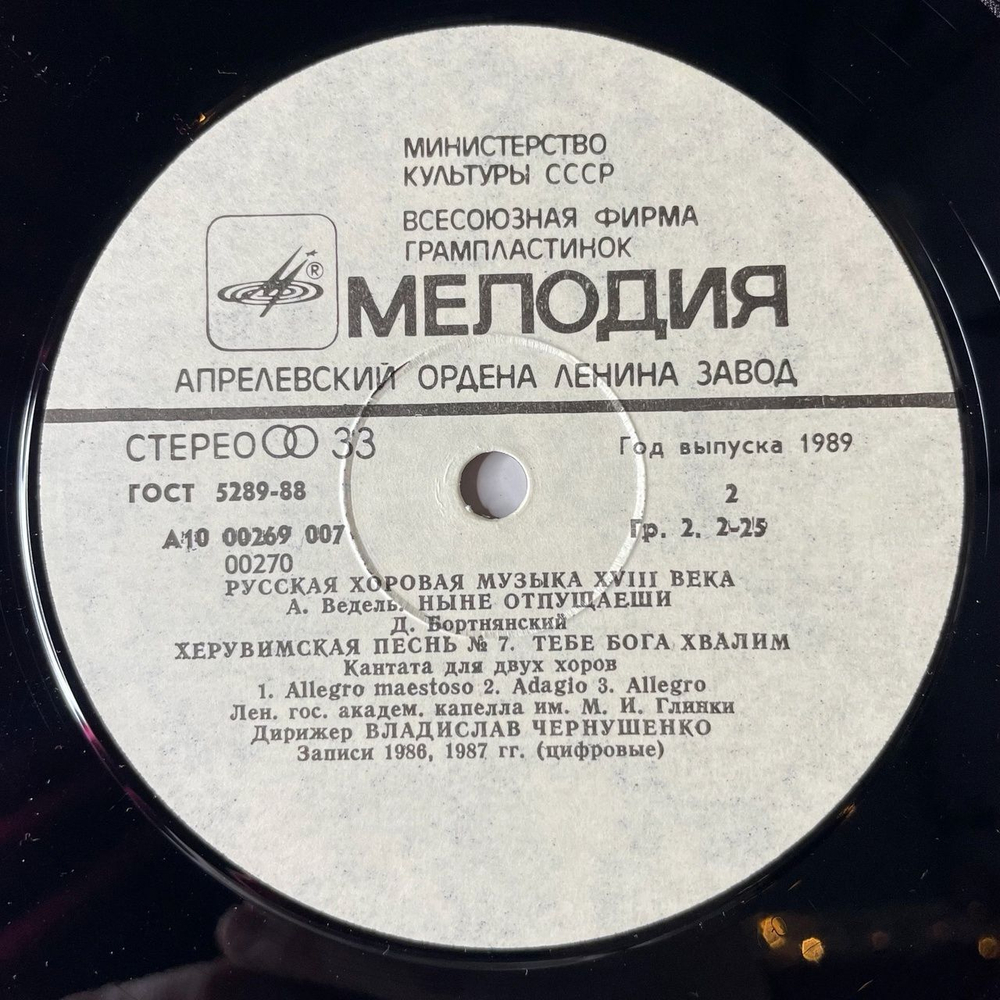 МИНИСТЕРСТВО
КУЛЬТУРЫ СССР
ВСЕСОЮЗНАЯ ФИРМА
ГРАМПЛАСТИНОК
®
МЕЛОДИЯ
АПРЕЛЕВСКИЙ ОРДЕНА ЛЕНИНА ЗАВОД
СТЕРЕО 33
Год выпуска 1989
ГОСТ 5289-88
2
А10 00269 007
Гр. 2. 2-25
00270
РУССКАЯ ХОРОВАЯ МУЗЫКА XVIII ВЕКА
А. Ведель. НЫНЕ ОТПУЩАЕШИ
Д. Бортнянский
ХЕРУВИМСКАЯ ПЕСНЬ № 7. ТЕБЕ БОГА ХВАЛИМ
Кантата для двух хоров
1. Allegro maestoso 2. Adagio 3. Allegro
Лен. гос. академ. капелла им. М. И. Глинки
Дирижер ВЛАДИСЛАВ ЧЕРНУШЕНКО
Записи 1986, 1987 гг. (цифровые)